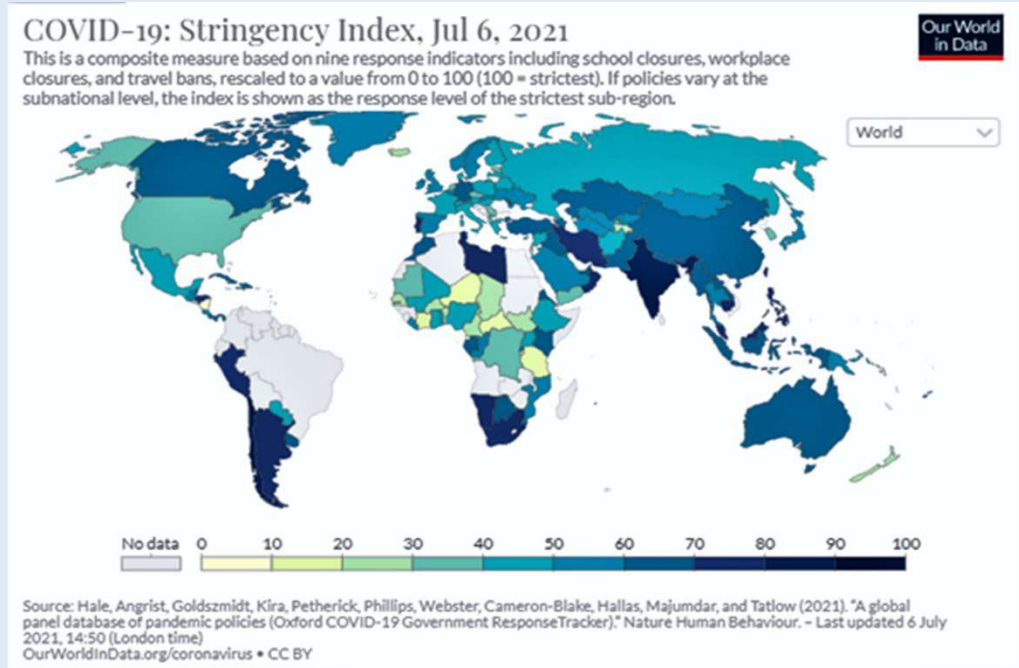 COVID-19: Stringency Index, Jul 6, 2021
Our World
in Data
This is a composite measure based on nine response indicators including school closures, workplace
closures, and travel bans, rescaled to a value from 0 to 100 (100 = strictest). If policies vary at the
subnational level, the index is shown as the response level of the strictest sub-region.
World
No data 0 10 20 30 40 50 60 70 80 90 100
Source: Hale, Angrist, Goldszmidt, Kira, Petherick, Phillips, Webster, Cameron-Blake, Hallas, Majumdar, and Tatlow (2021). "A global
panel database of pandemic policies (Oxford COVID-19 Government ResponseTracker)." Nature Human Behaviour. – Last updated 6 July
2021, 14:50 (London time)
OurWorldInData.org/coronavirus • CC BY